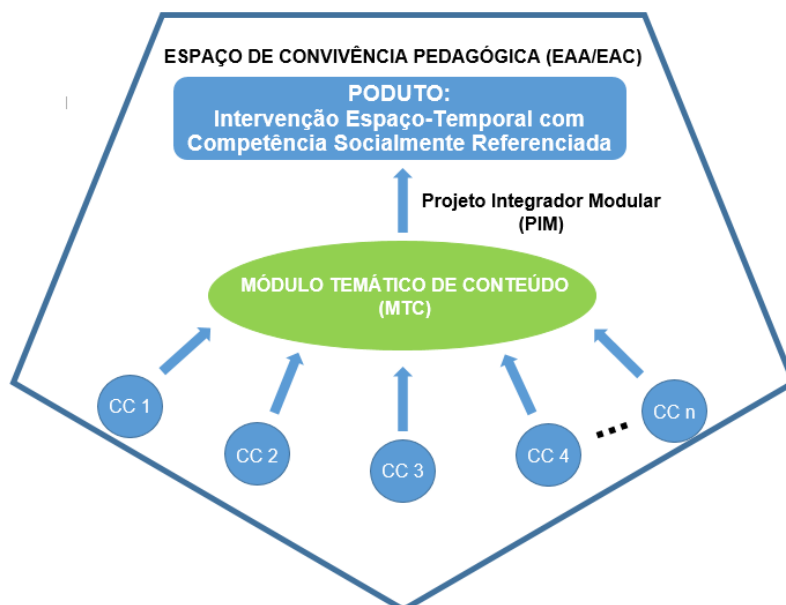 ESPAÇO DE CONVIVÊNCIA PEDAGÓGICA (EAA/EAC)
PODUTO:
Intervenção Espaço-Temporal com
Competência Socialmente Referenciada
Projeto Integrador Modular
(PIM)
MÓDULO TEMÁTICO DE CONTEÚDO
(MTC)
CC 1
CC 2
CC 3
CC 4
...
CC n